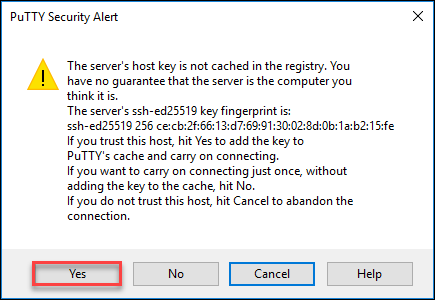 PuTTY Security Alert
The server's host key is not cached in the registry. You
have no guarantee that the server is the computer you
think it is.
The server's ssh-ed25519 key fingerprint is:
ssh-ed25519 256 ce:cb:2f:66:13:d7:69:91:30:02:8d:0b:1a:b2:15:fe
If you trust this host, hit Yes to add the key to
PuTTY's cache and carry on connecting.
If you want to carry on connecting just once, without
adding the key to the cache, hit No.
If you do not trust this host, hit Cancel to abandon the
connection.
Yes No Cancel Help